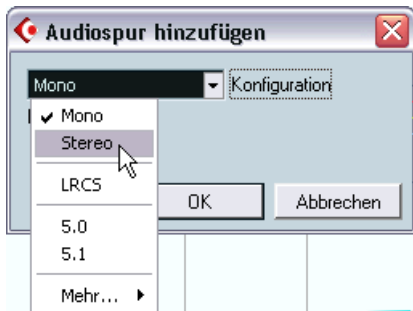 Audiospur hinzufügen
Mono Konfiguration
Mono
Stereo
LRCS
OK Abbrechen
5.0
5.1
Mehr...